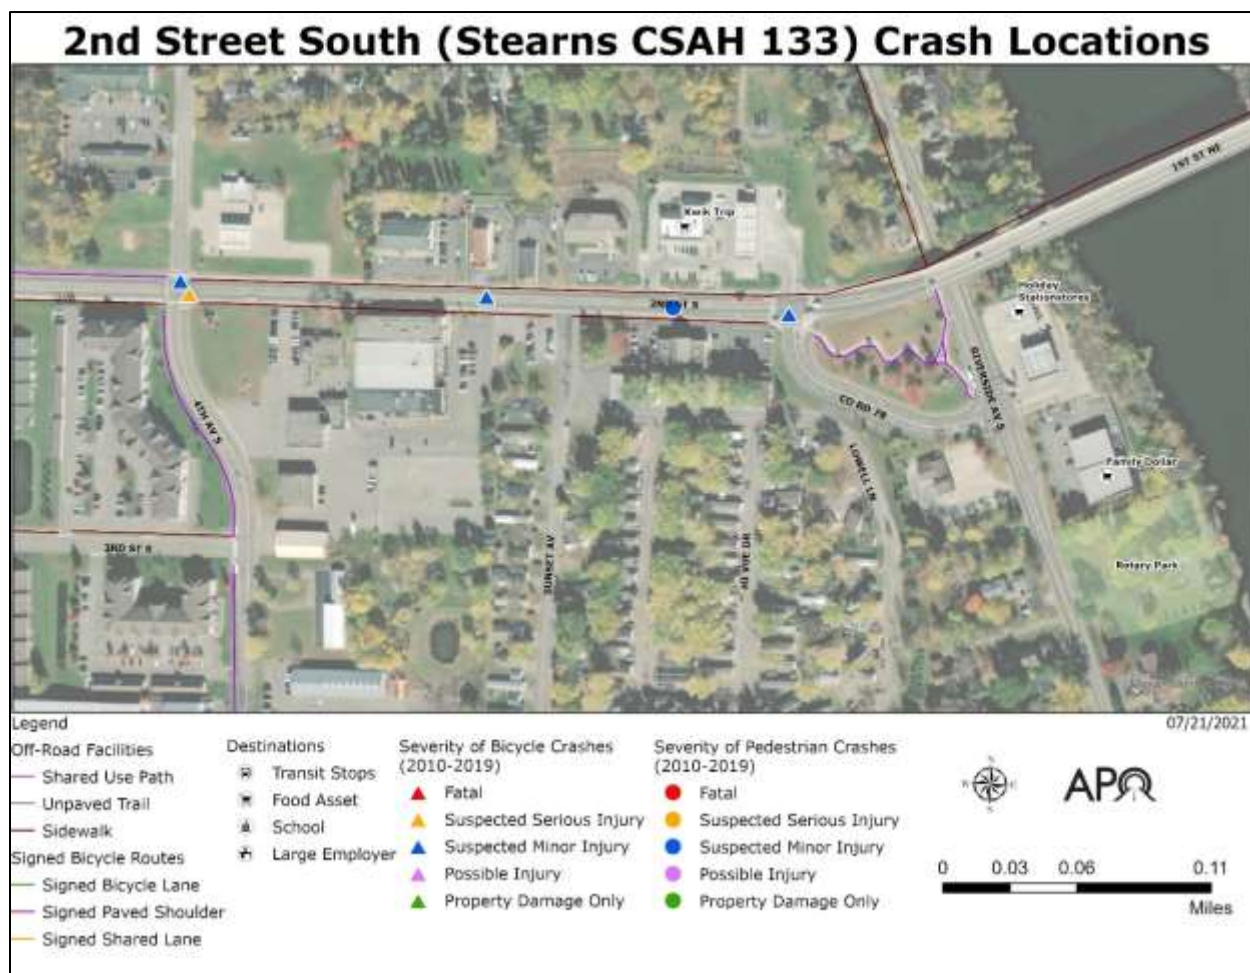 2nd Street South (Stearns CSAH 133) Crash Locations
1ST ST NE
Kwik Trip
Holiday
Stationstores
2ND ST S
RIVERSIDE AV S
4TH AV S
CO RD 78
LOWELL LN
Family Dollar
3RD ST S
SUNSET AV
HI VUE DR
Rotary Park
07/21/2021
Legend
Off-Road Facilities
Shared Use Path
Unpaved Trail
Sidewalk
Signed Bicycle Routes
Signed Bicycle Lane
Signed Paved Shoulder
Signed Shared Lane
Destinations
Transit Stops
Food Asset
School
Large Employer
Severity of Bicycle Crashes
(2010-2019)
Fatal
Suspected Serious Injury
Suspected Minor Injury
Possible Injury
Property Damage Only
Severity of Pedestrian Crashes
(2010-2019)
Fatal
Suspected Serious Injury
Suspected Minor Injury
Possible Injury
Property Damage Only
N
W E
S
APO
0 0.03 0.06 0.11
Miles